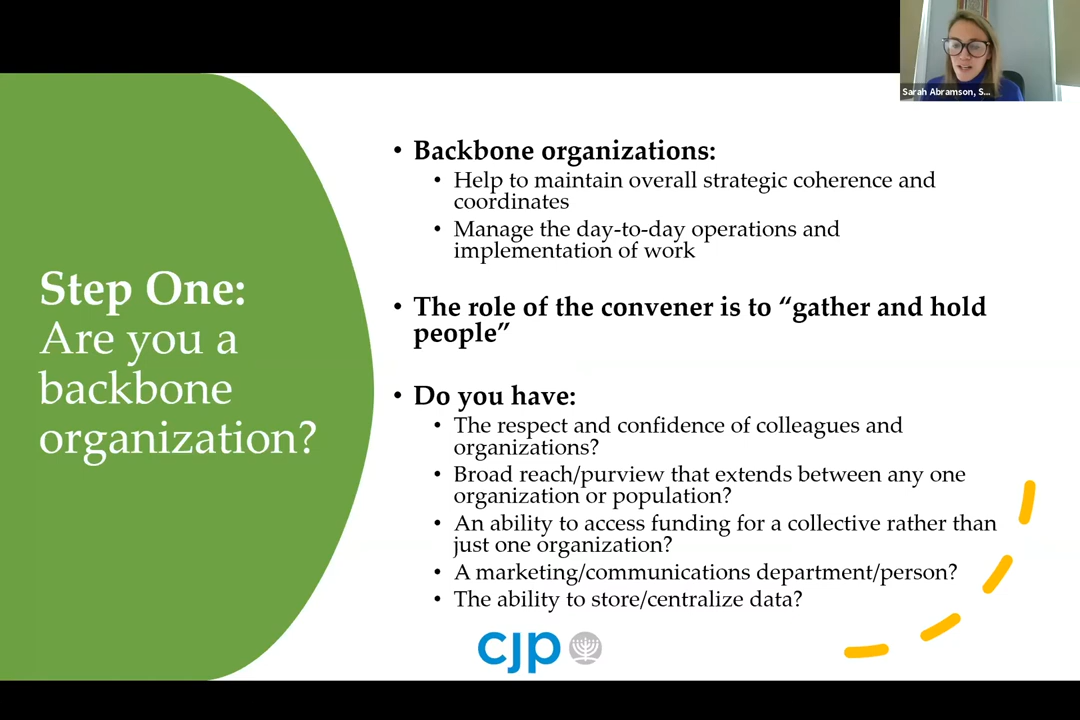 Sarah Abramson, S...
Step One:
Are you a
backbone
organization?
• Backbone organizations:
• Help to maintain overall strategic coherence and
coordinates
• Manage the day-to-day operations and
implementation of work
• The role of the convener is to “gather and hold
people”
• Do you have:
• The respect and confidence of colleagues and
organizations?
• Broad reach/purview that extends between any one
organization or population?
• An ability to access funding for a collective rather than
just one organization?
• A marketing/communications department/person?
• The ability to store/centralize data?
cjp